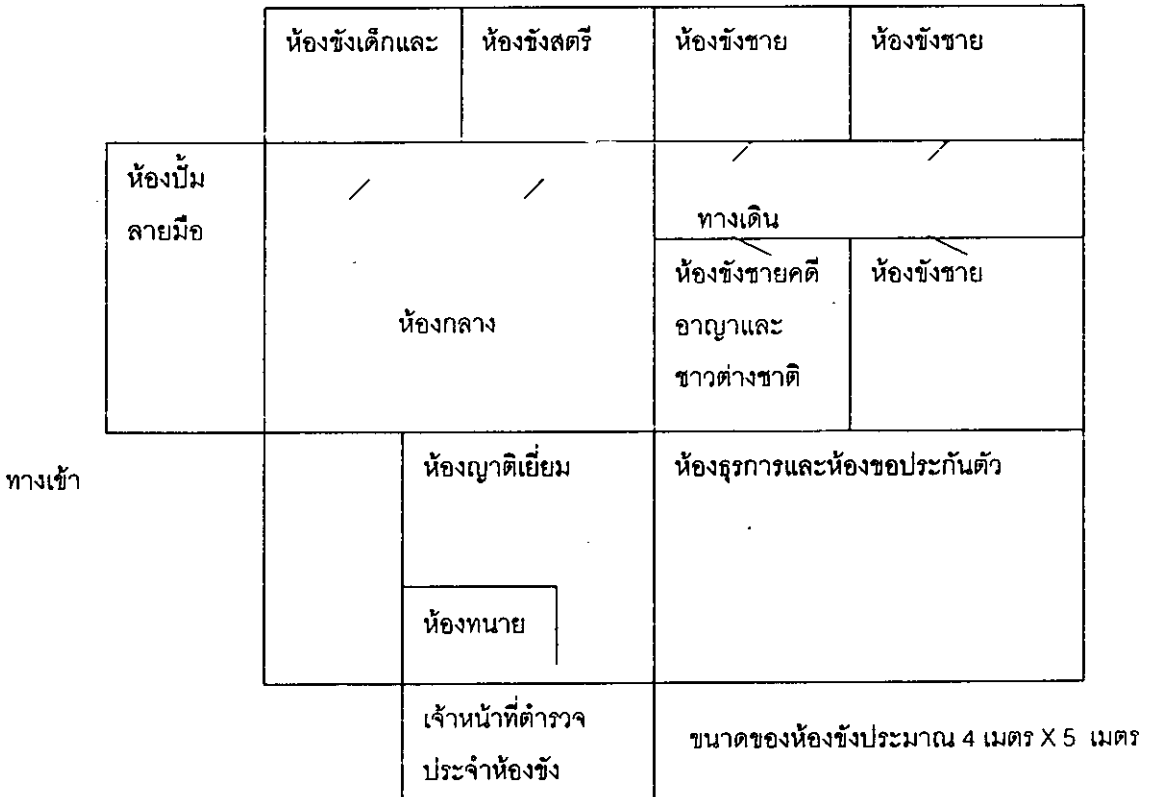 ห้องขังเด็กและ
ห้องขังสตรี
ห้องขังชาย
ห้องขังชาย
ห้องปั้ม
ลายมือ
ทางเดิน
ห้องขังชายคดี
อาญาและ
ชาวต่างชาติ
ห้องขังชาย
ห้องกลาง
ทางเข้า
ห้องญาติเยี่ยม
ห้องธุรการและห้องขอประกันตัว
ห้องทนาย
เจ้าหน้าที่ตำรวจ
ประจำห้องขัง
ขนาดของห้องขังประมาณ 4 เมตร X 5 เมตร